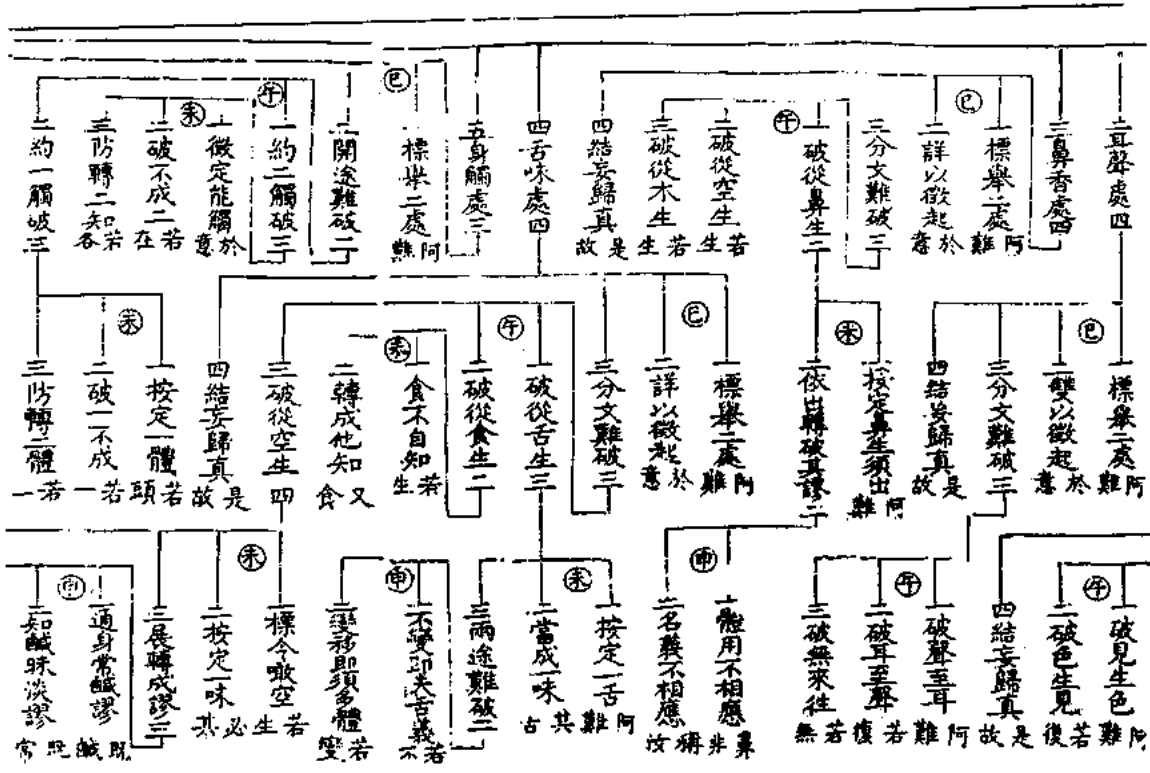 二耳聲處四
三鼻香處四
㊁
一標舉二處
難阿
二詳以徵起
意於
三分文難破三
㊍
一破從鼻生二
二破從空生
生若
三破從木生
生若
四結妄歸真
故是
四舌味處四
五身觸處三
一標舉二處
難阿
二開途難破二
一約二觸破三
一徵定能觸
意於
二破不成二
在若
三防轉二知
各若
二約一觸破三
一標舉二處
難阿
二雙以徵起
意於
三分文難破三
四結妄歸真
故是
一按定鼻生須出
難阿
二依出轉破其謬二
一標舉二處
難阿
二詳以徵起
意於
三分文難破三
一破從舌生三
二破從食生二
一食不自知
生若
二轉成他知
食又
三破從空生四
四結妄歸真
故是
一按定一體
頭若
二破一不成
一若
三防轉二體
一若
一破見生色
難阿
二破色生見
復若
四結妄歸真
故是
一破聲至耳
難阿
二破耳至聲
復若
三破無來往
無若
一體用不相應
非鼻
二名義不相應
汝稱
一按定一舌
難阿
二當成一味
古其
三兩途難破二
一不變即失舌義
不若
二變移即須多體
變若
一標今噉空
生若
二按定一味
其必
三展轉成謬三
一適身常鹹謬
鹹既
二知鹹昧淡謬
常既